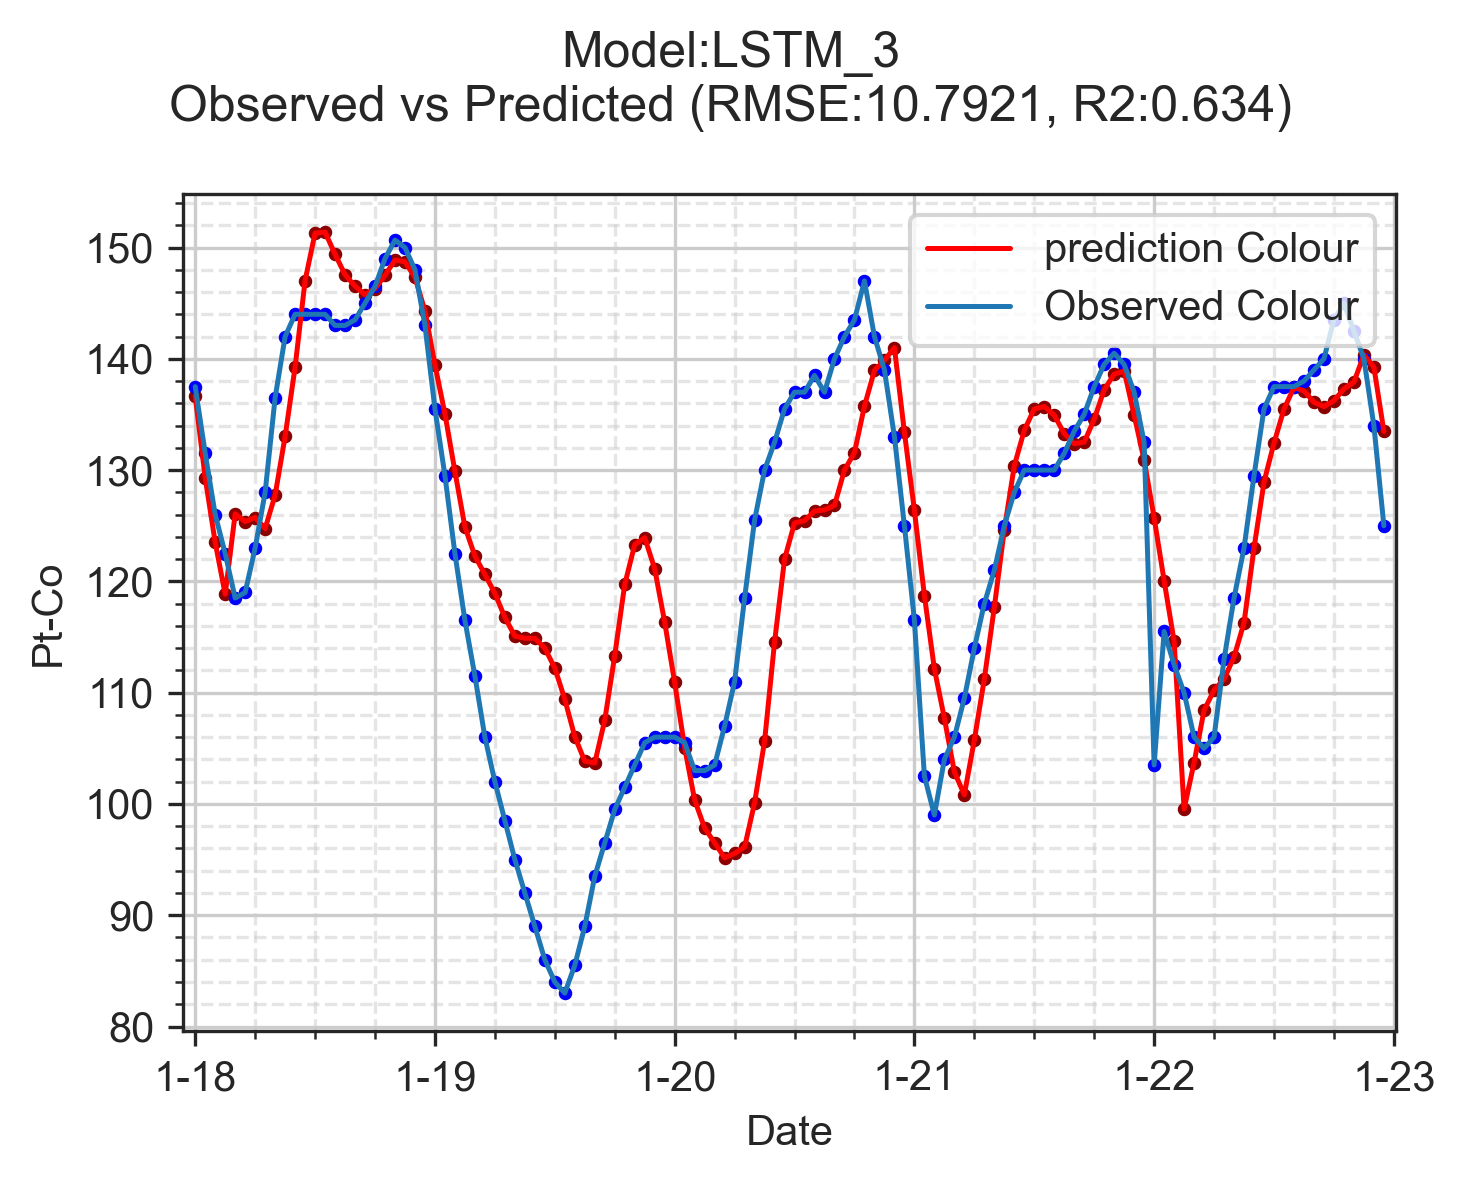 Model:LSTM_3
Observed vs Predicted (RMSE:10.7921, R2:0.634)
prediction Colour
Observed Colour
150
140
130
120
110
100
90
80
Pt-Co
1-18 1-19 1-20 1-21 1-22 1-23
Date